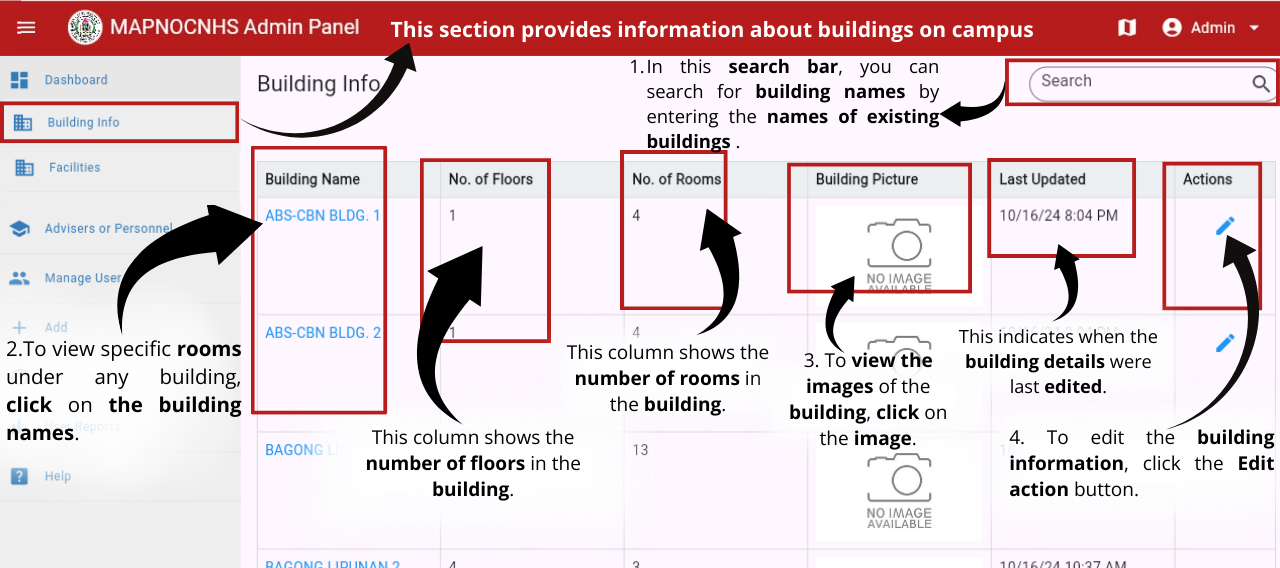 MAPNOCNHS Admin Panel
This section provides information about buildings on campus
Admin
Dashboard
Building Info
Facilities
Advisers or Personnel
Manage User
Add
Reports
Help
Building Info
1. In this search bar, you can
search for building names by
entering the names of existing
buildings .
Search
Building Name No. of Floors No. of Rooms Building Picture Last Updated Actions
ABS-CBN BLDG. 1 1 4 10/16/24 8:04 PM
NO IMAGE
AVAILABLE
ABS-CBN BLDG. 2 1 4
2.To view specific rooms
under any building,
click on the building
names.
This column shows the
number of floors in the
building.
This column shows the
number of rooms in
the building.
3. To view the
images of the
building, click on
the image.
This indicates when the
building details were
last edited.
4. To edit the building
information, click the Edit
action button.
BAGONG 13
NO IMAGE
AVAILABLE
BAGONG LIPUNAN 2 4 3 10/16/24 10:37 AM